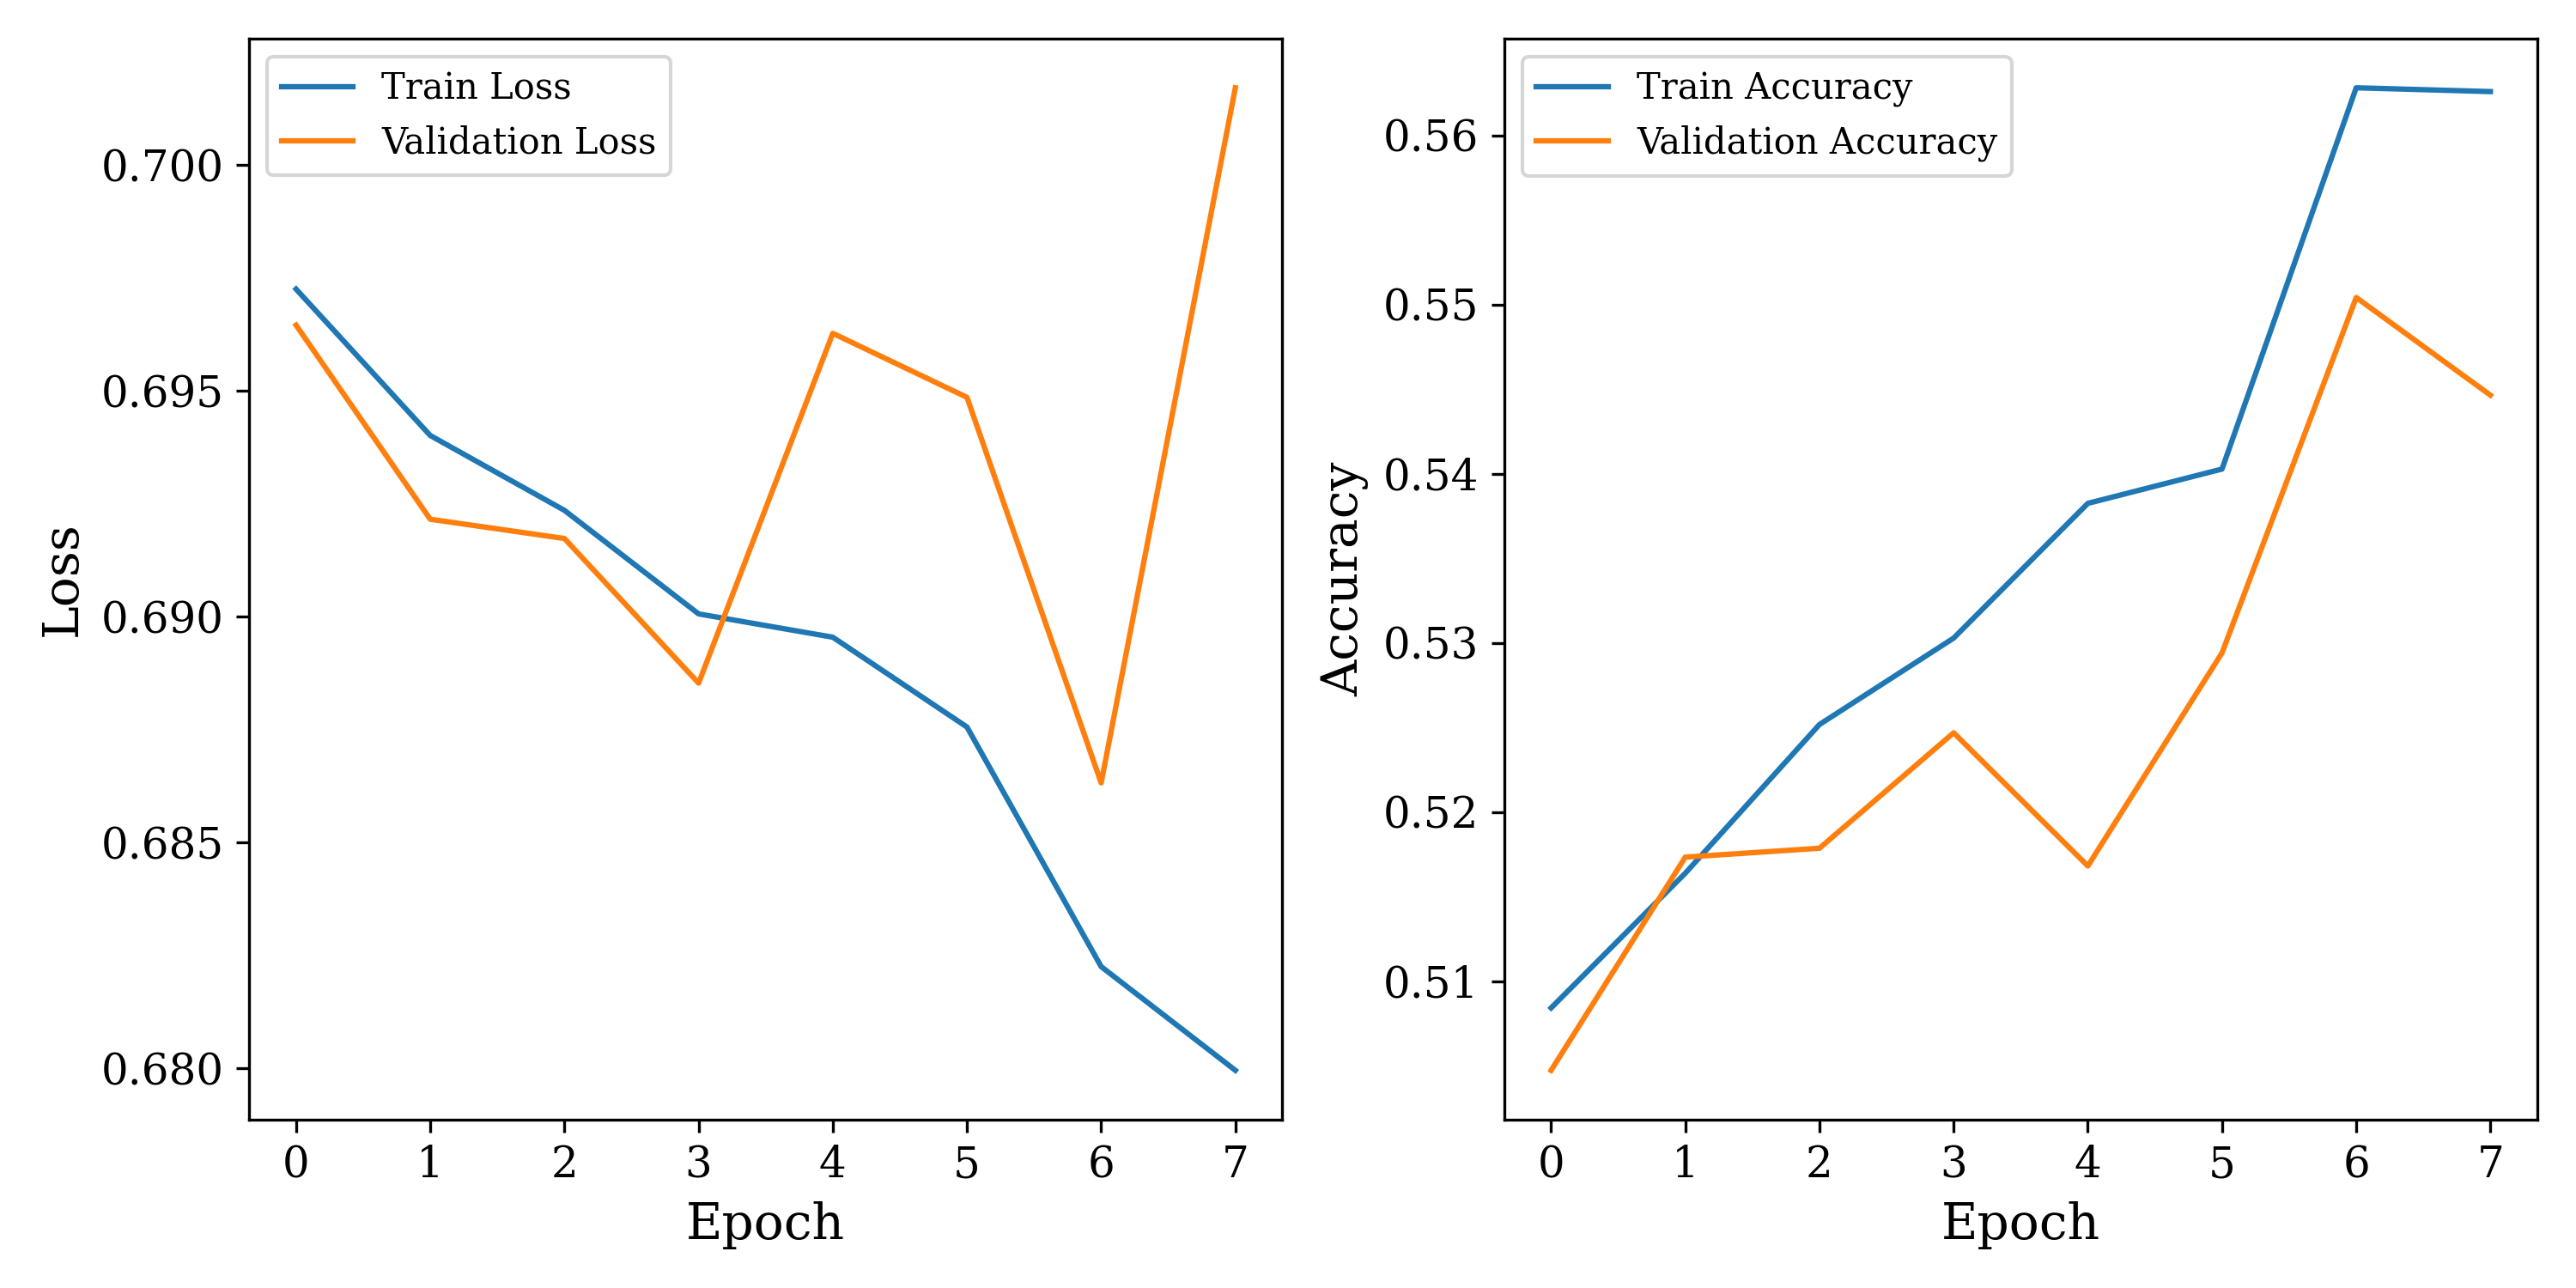 Train Loss
Validation Loss
0.700
0.695
0.690
0.685
0.680
Loss
0 1 2 3 4 5 6 7
Epoch
Train Accuracy
Validation Accuracy
0.56
0.55
0.54
0.53
0.52
0.51
Accuracy
0 1 2 3 4 5 6 7
Epoch